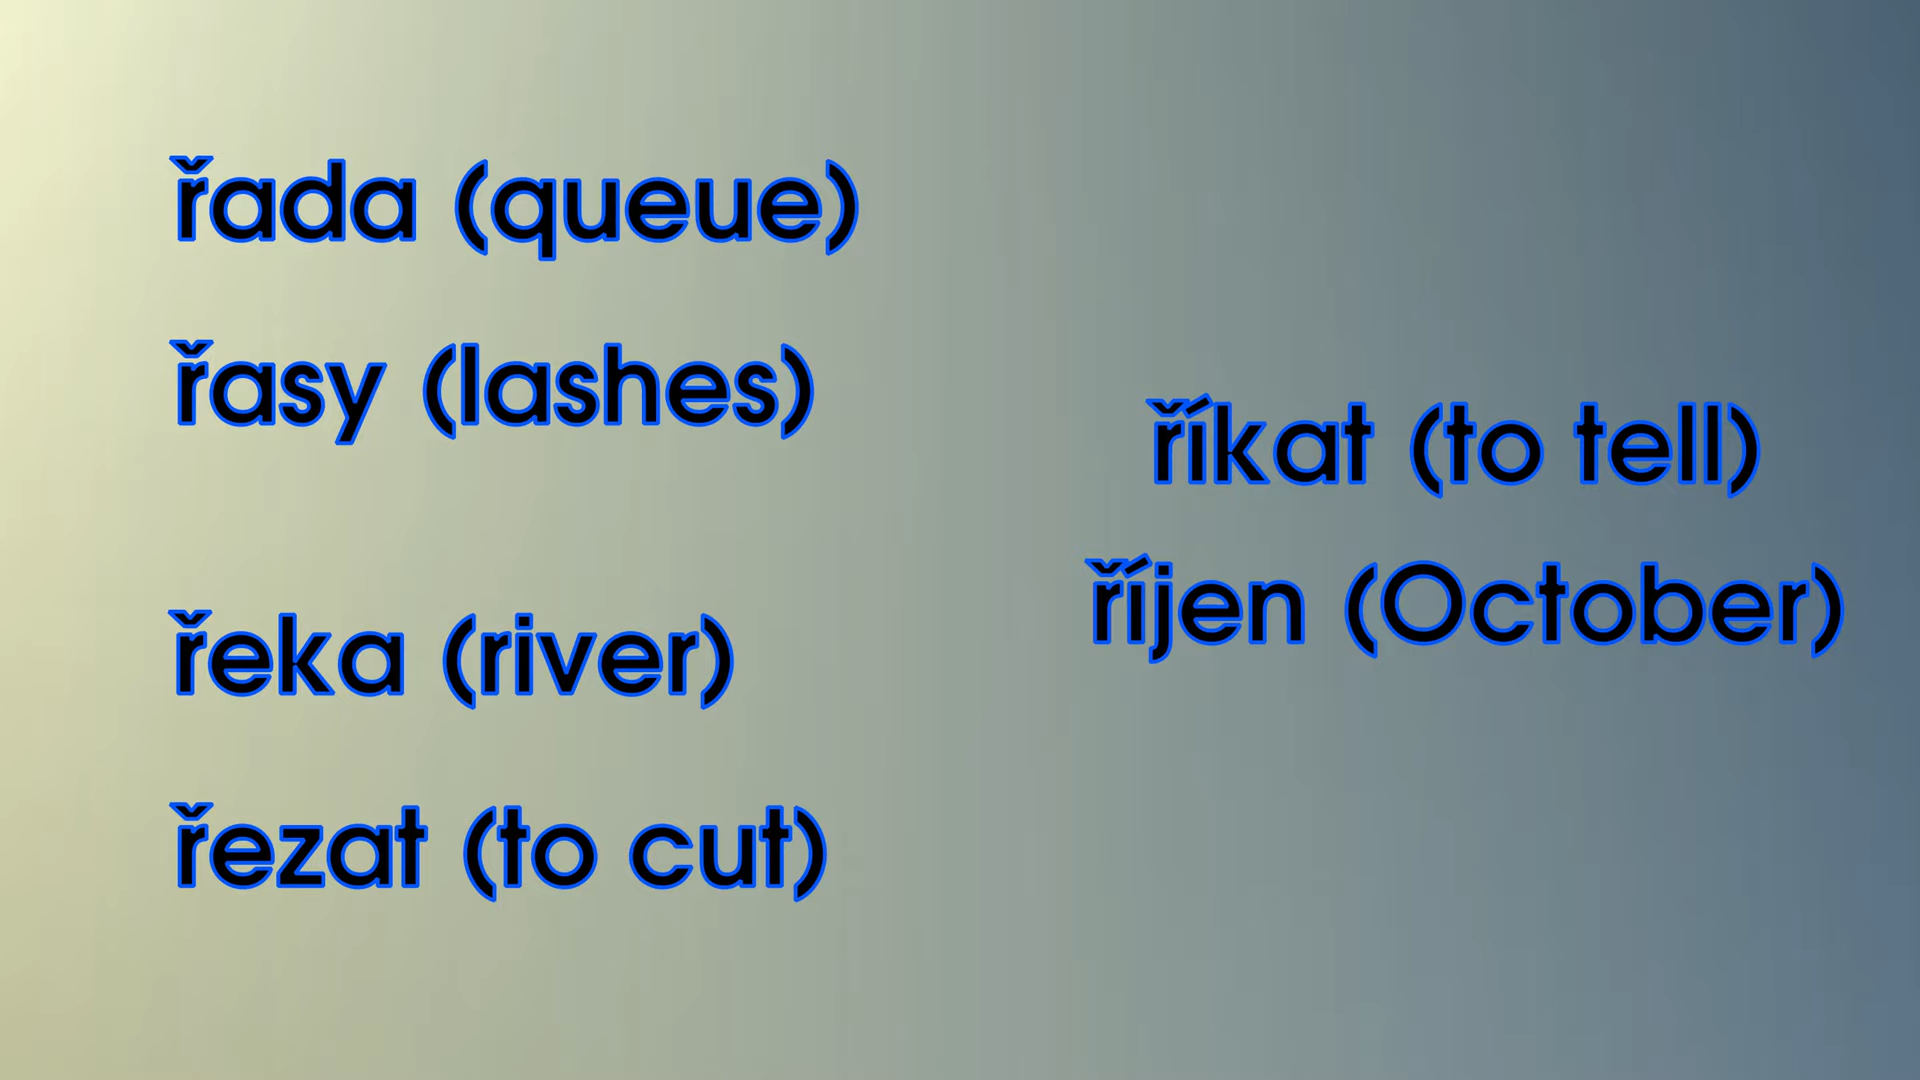 řada (queue)
řasy (lashes)
řeka (river)
řezat (to cut)
říkat (to tell)
říjen (October)